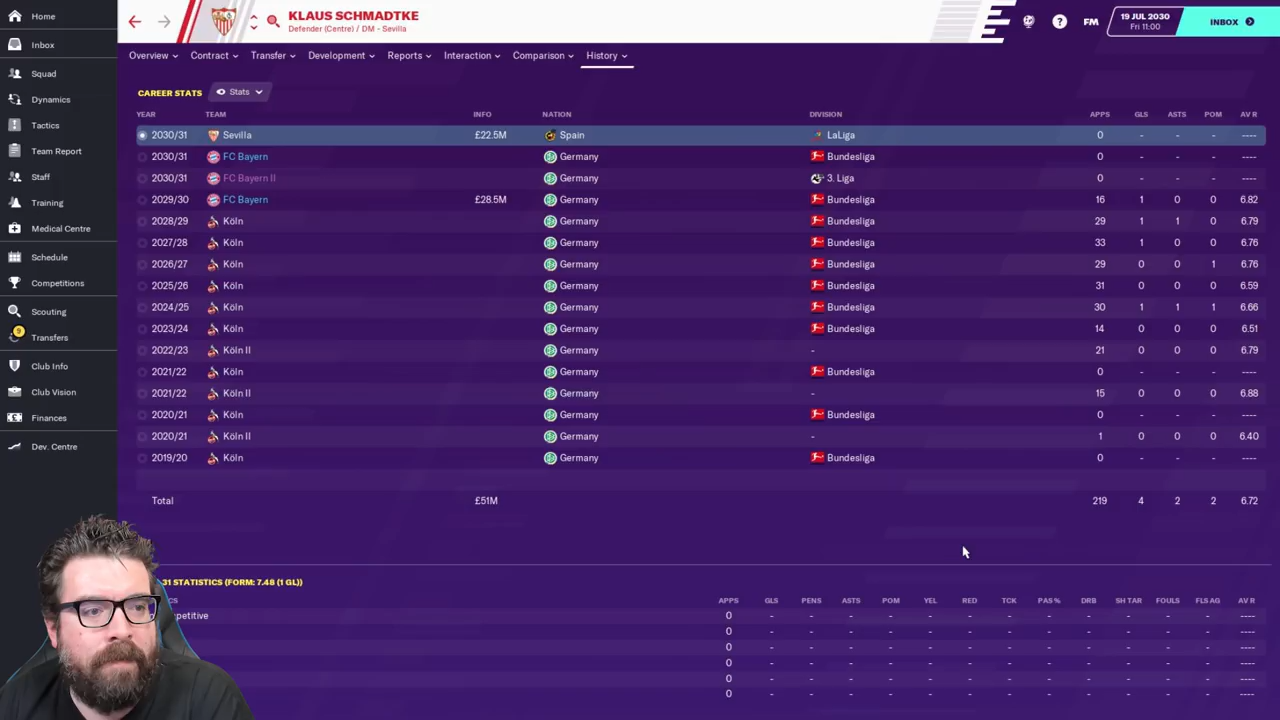 Home
Inbox
Squad
Dynamics
Tactics
Team Report
Staff
Training
Medical Centre
Schedule
Competitions
Scouting
9
Transfers
Club Info
Club Vision
Finances
Dev. Centre
KLAUS SCHMADTKE
Defender (Centre) / DM - Sevilla
FM
19 JUL 2030
Fri 11:00
INBOX
Overview Contract Transfer Development Reports Interaction Comparison History
CAREER STATS Stats
YEAR TEAM INFO NATION DIVISION APPS GLS ASTS POM AV R
2030/31 Sevilla £22.5M Spain LaLiga 0 - - - ----
2030/31 FC Bayern Germany Bundesliga 0 - - - ----
2030/31 FC Bayern II Germany 3. Liga 0 - - - ----
2029/30 FC Bayern £28.5M Germany Bundesliga 16 1 0 0 6.82
2028/29 Köln Germany Bundesliga 29 1 1 0 6.79
2027/28 Köln Germany Bundesliga 33 1 0 0 6.76
2026/27 Köln Germany Bundesliga 29 0 0 1 6.76
2025/26 Köln Germany Bundesliga 31 0 0 0 6.59
2024/25 Köln Germany Bundesliga 30 1 1 1 6.66
2023/24 Köln Germany Bundesliga 14 0 0 0 6.51
2022/23 Köln II Germany - 21 0 0 0 6.79
2021/22 Köln Germany Bundesliga 0 - - - ----
2021/22 Köln II Germany - 15 0 0 0 6.88
2020/21 Köln Germany Bundesliga 0 - - - ----
2020/21 Köln II Germany - 1 0 0 0 6.40
2019/20 Köln Germany Bundesliga 0 - - - ----
Total £51M 219 4 2 2 6.72
31 STATISTICS (FORM: 7.48 (1 GL))
CS APPS GLS PENS ASTS POM YEL RED TCK PAS % DRB SH TAR FOULS FLS AG AV R
petitive 0 - - - - - - - - - - - - ----
0 - - - - - - - - - - - - ----
0 - - - - - - - - - - - - ----
0 - - - - - - - - - - - - ----
0 - - - - - - - - - - - - ----
0 - - - - - - - - - - - - ----